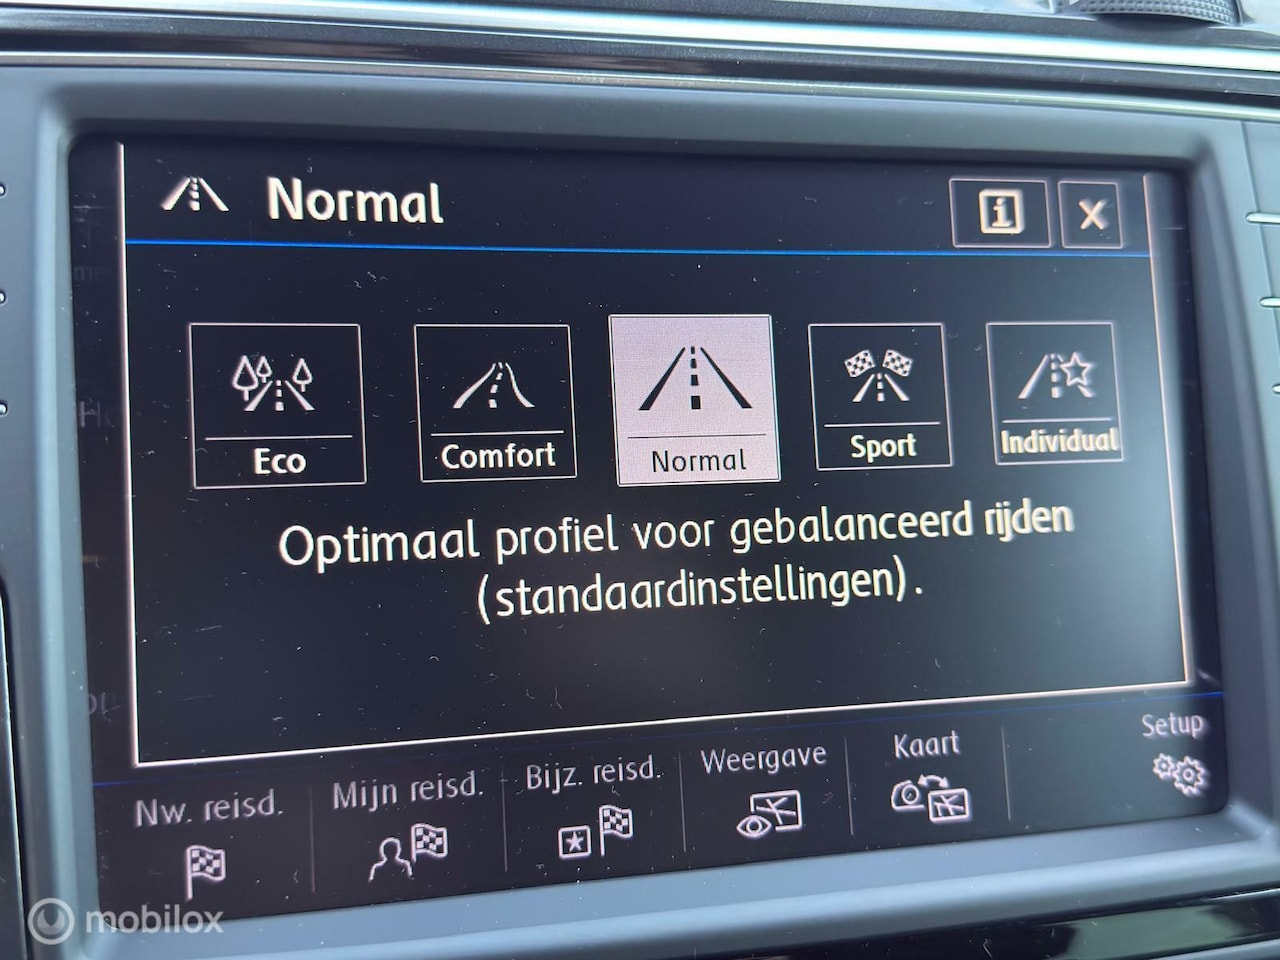 Normal
Eco
Comfort
Normal
Sport
Individual
Optimaal profiel voor gebalanceerd rijden
(standaardinstellingen).
Nw. reisd.
Mijn reisd.
Bijz. reisd.
Weergave
Kaart
Setup
mobilox